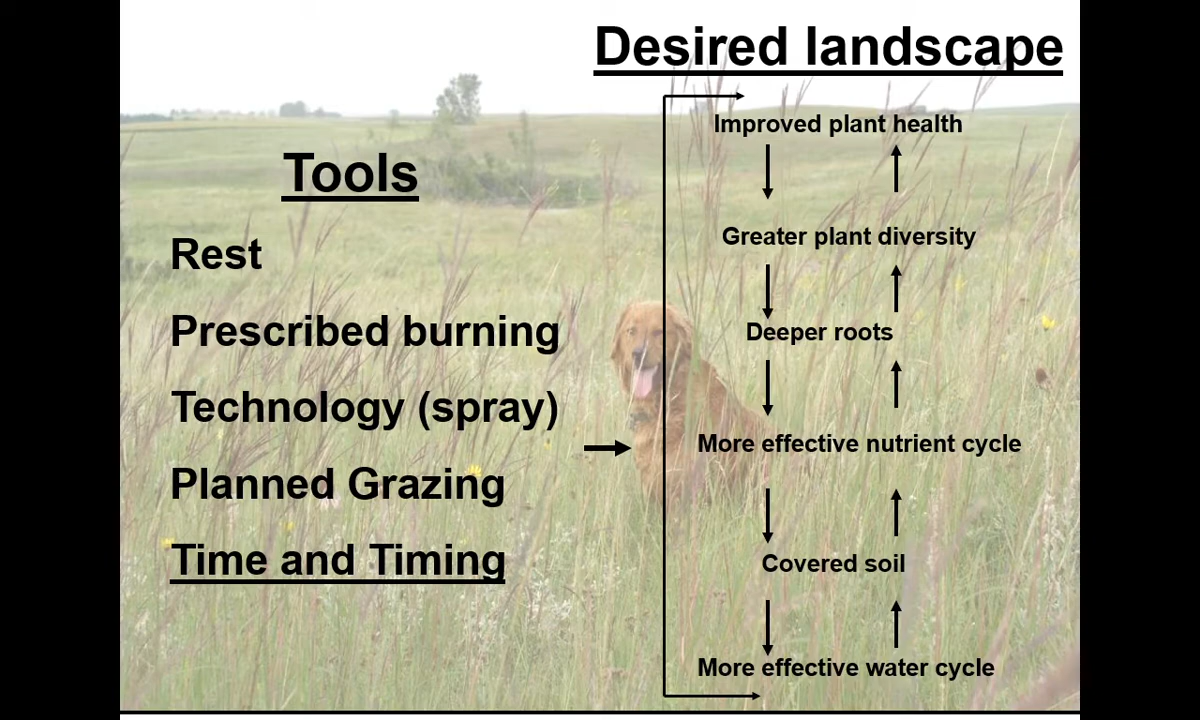 Desired landscape
Tools
Rest
Prescribed burning
Technology (spray)
Planned Grazing
Time and Timing
Improved plant health
Greater plant diversity
Deeper roots
More effective nutrient cycle
Covered soil
More effective water cycle